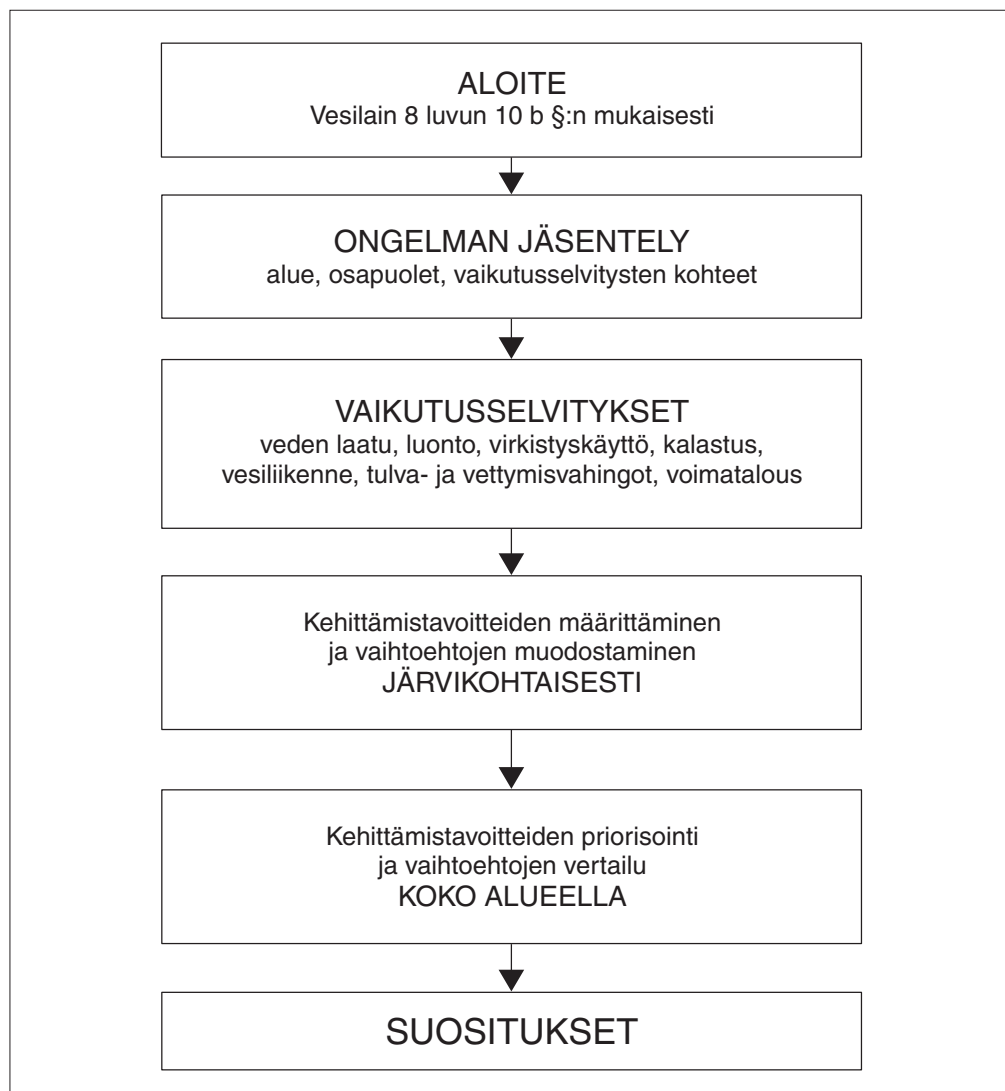 ALOITE
Vesilain 8 luvun 10 b §:n mukaisesti
ONGELMAN JÄSENTELY
alue, osapuolet, vaikutusselvitysten kohteet
VAIKUTUSSELVITYKSET
veden laatu, luonto, virkistyskäyttö, kalastus,
vesiliikenne, tulva- ja vettymisvahingot, voimatalous
Kehittämistavoitteiden määrittäminen
ja vaihtoehtojen muodostaminen
JÄRVIKOHTAISESTI
Kehittämistavoitteiden priorisointi
ja vaihtoehtojen vertailu
KOKO ALUEELLA
SUOSITUKSET